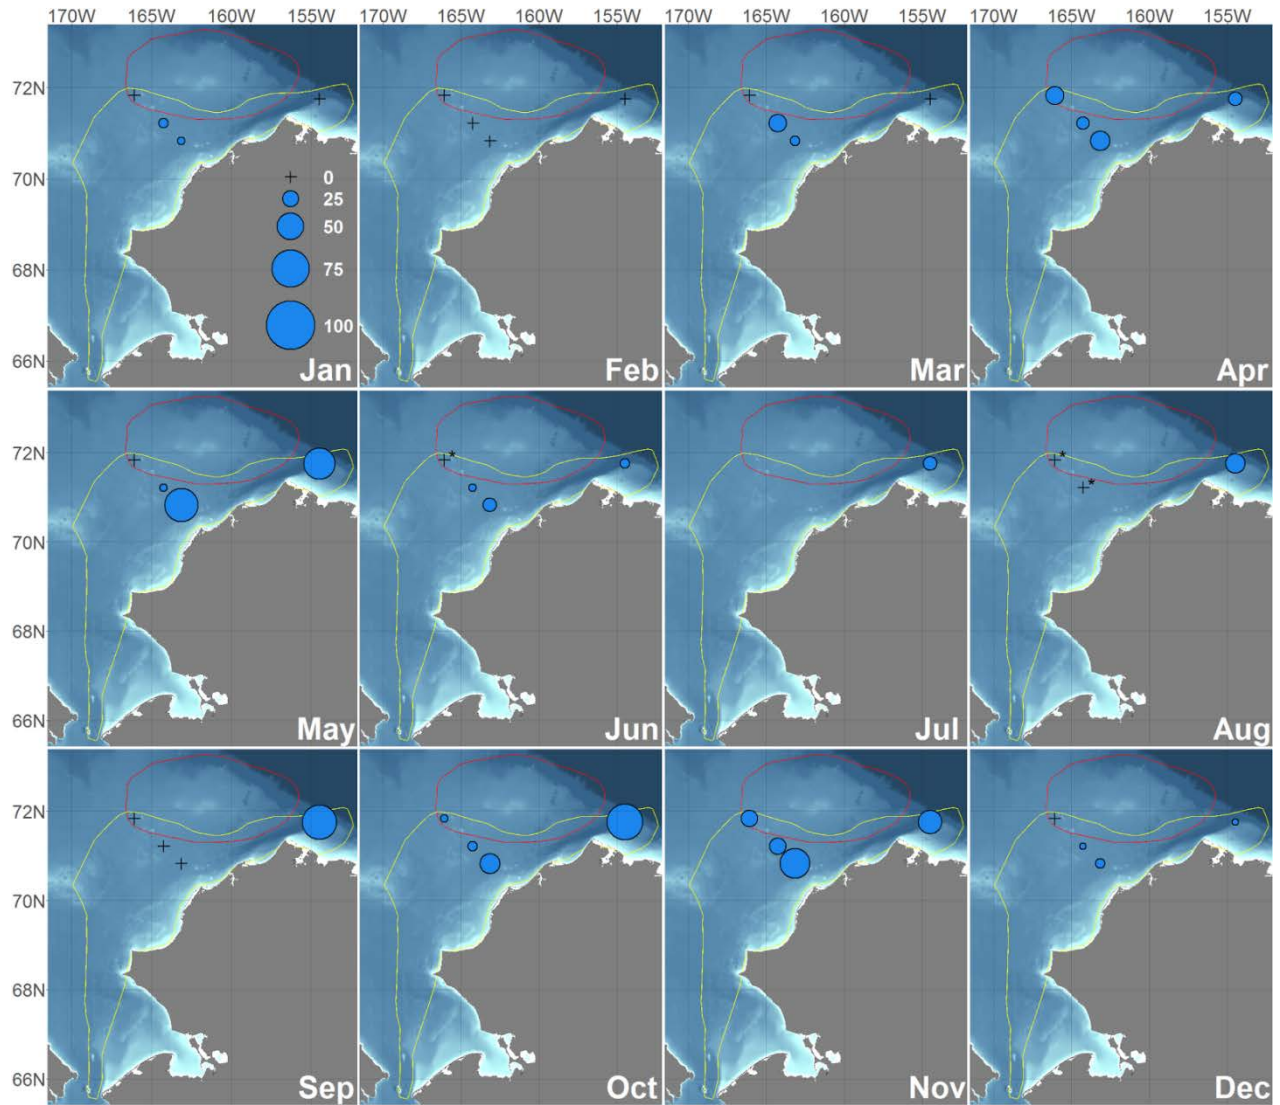 170W 165W 160W 155W 170W 165W 160W 155W 170W 165W 160W 155W 170W 165W 160W 155W
72N
70N
+ 0
25
50
68N
75
100
66N
Jan Feb Mar Apr
72N
70N
68N
66N
May Jun Jul Aug
72N
70N
68N
66N
Sep Oct Nov Dec